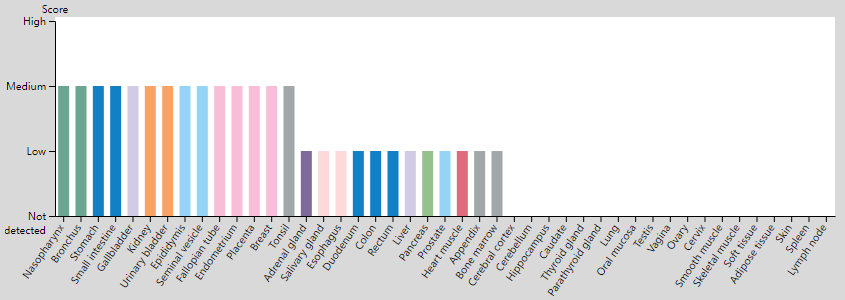 Score
High
Medium
Low
Not
detected
Nasopharynx
Bronchus
Stomach
Small intestine
Gallbladder
Kidney
Urinary bladder
Epididymis
Seminal vesicle
Fallopian tube
Endometrium
Placenta
Breast
Tonsil
Adrenal gland
Salivary gland
Esophagus
Duodenum
Colon
Rectum
Liver
Pancreas
Prostate
Heart muscle
Appendix
Bone marrow
Cerebral cortex
Cerebellum
Hippocampus
Caudate
Thyroid gland
Parathyroid gland
Lung
Oral mucosa
Testis
Vagina
Ovary
Cervix
Smooth muscle
Skeletal muscle
Soft tissue
Adipose tissue
Skin
Spleen
Lymph node